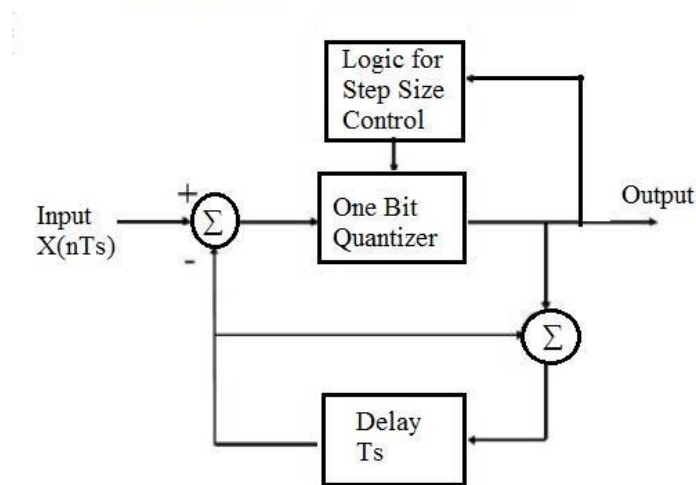 Logic for
Step Size
Control
+
Input
X(nTs)
Σ
-
One Bit
Quantizer
Output
Σ
Delay
Ts